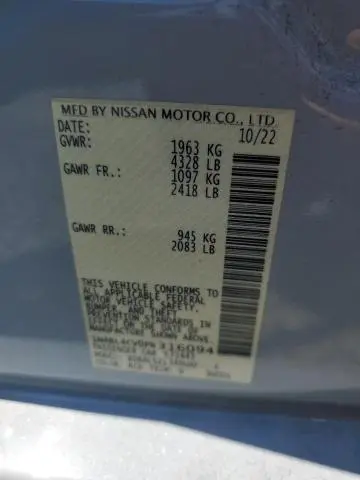 MFD BY NISSAN MOTOR CO., LTD.
DATE: 10/22
GVWR: 1963 KG
4328 LB
GAWR FR.: 1097 KG
2418 LB
GAWR RR.: 945 KG
2083 LB
THIS VEHICLE CONFORMS TO
ALL APPLICABLE FEDERAL
MOTOR VEHICLE SAFETY,
BUMPER AND THEFT
PREVENTION STANDARDS
IN EFFECT ON THE DATE OF
MANUFACTURE SHOWN ABOVE.
PASSENGER CAR